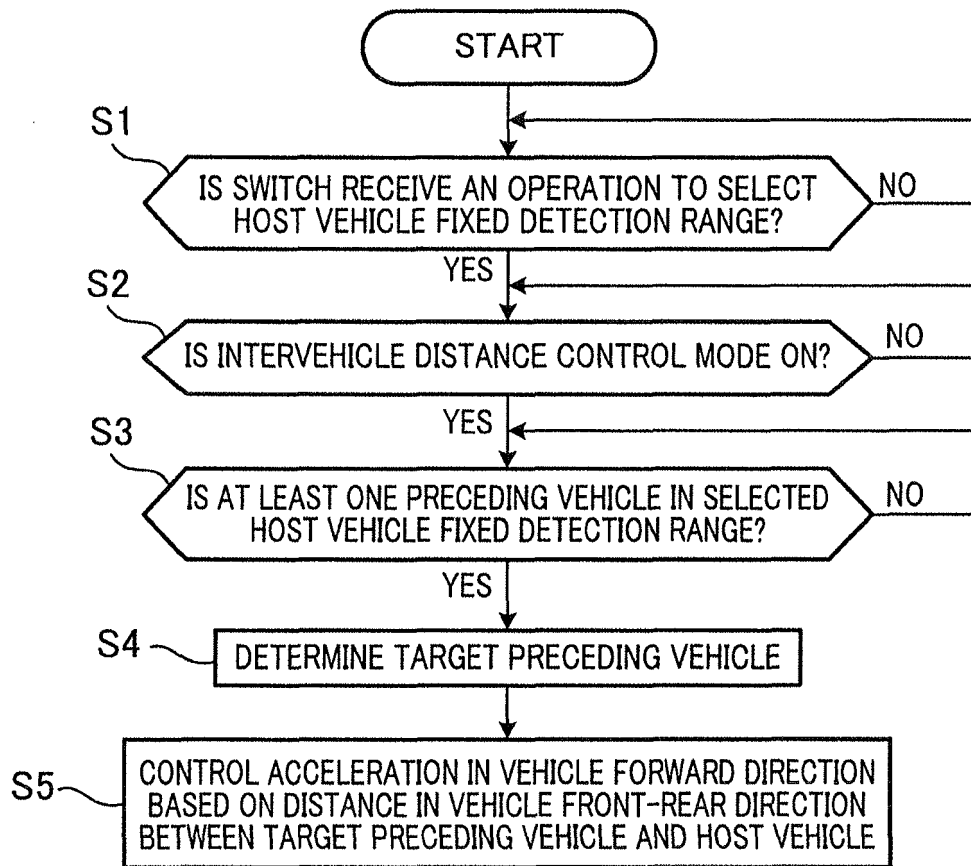 START
S1
IS SWITCH RECEIVE AN OPERATION TO SELECT
HOST VEHICLE FIXED DETECTION RANGE?
NO
YES
S2
IS INTERVEHICLE DISTANCE CONTROL MODE ON?
NO
YES
S3
IS AT LEAST ONE PRECEDING VEHICLE IN SELECTED
HOST VEHICLE FIXED DETECTION RANGE?
NO
YES
S4
DETERMINE TARGET PRECEDING VEHICLE
S5
CONTROL ACCELERATION IN VEHICLE FORWARD DIRECTION
BASED ON DISTANCE IN VEHICLE FRONT-REAR DIRECTION
BETWEEN TARGET PRECEDING VEHICLE AND HOST VEHICLE